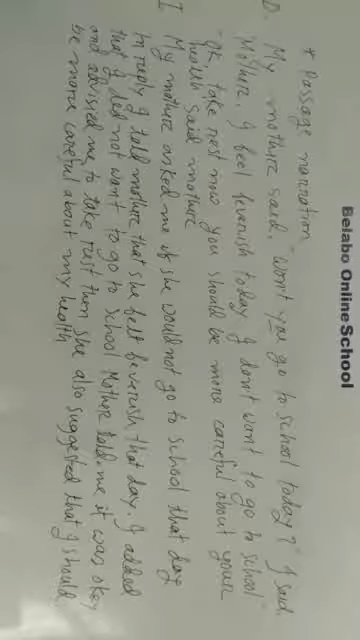 Belabo One School
* Passage narration
D. My mother said, "Won't you go to school today?" I said,
"Mother, I feel feverish today I don't want to go to school"
"ok, take rest now you should be more careful about your
health said mother
I. My mother asked me if she would not go to school that day
In reply I told mother that she felt feverish that day. I added
that I did not want to go to school Mother told me it was okey
and advised me to take rest then she also suggested that I should
be more careful about my health